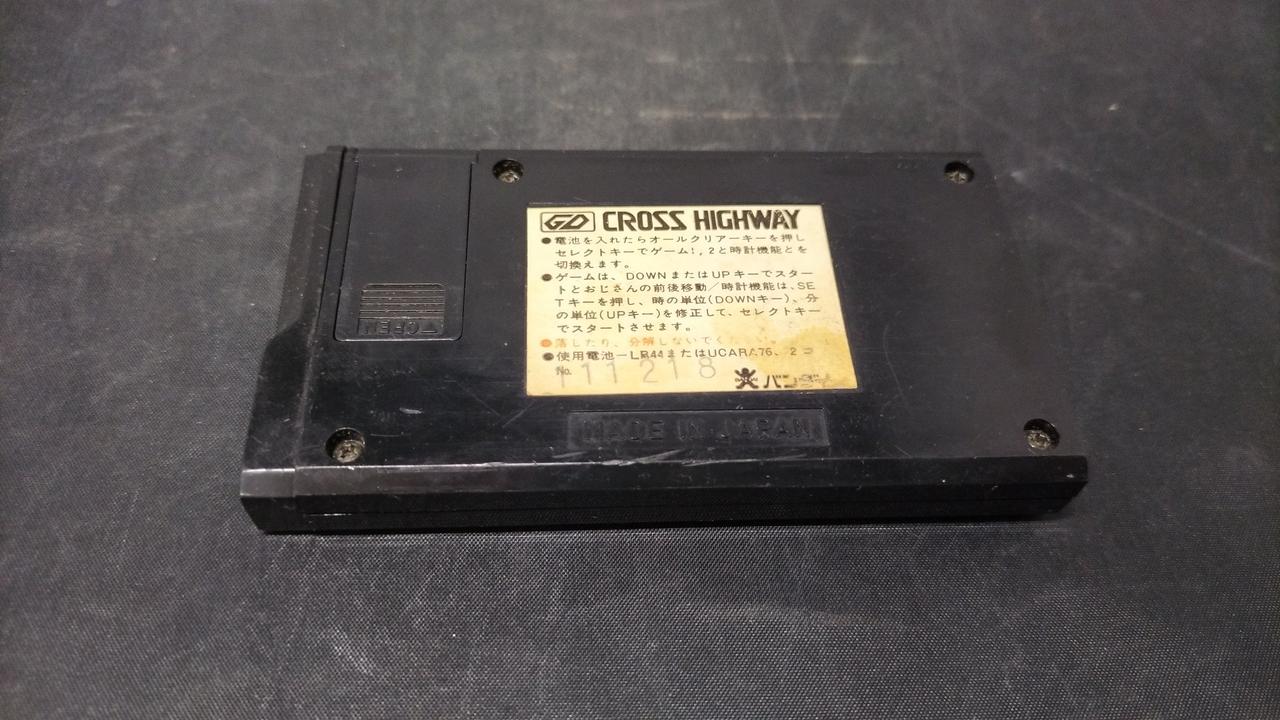 GD CROSS HIGHWAY
●電池を入れたらオールクリアーキーを押し
セレクトキーでゲーム1,2と時計機能とを
切換えます。
●ゲームは、DOWNまたはUPキーでスター
トとおじさんの前後移動/時計機能は、SE
Tキーを押し、時の単位(DOWNキー)、分
の単位(UPキー)を修正して、セレクトキー
でスタートさせます。
●落したり、分解しないでください。
●使用電池―LR44またはUCARA76、2コ
No. 111218
バンダイ
OPEN
MADE IN JAPAN